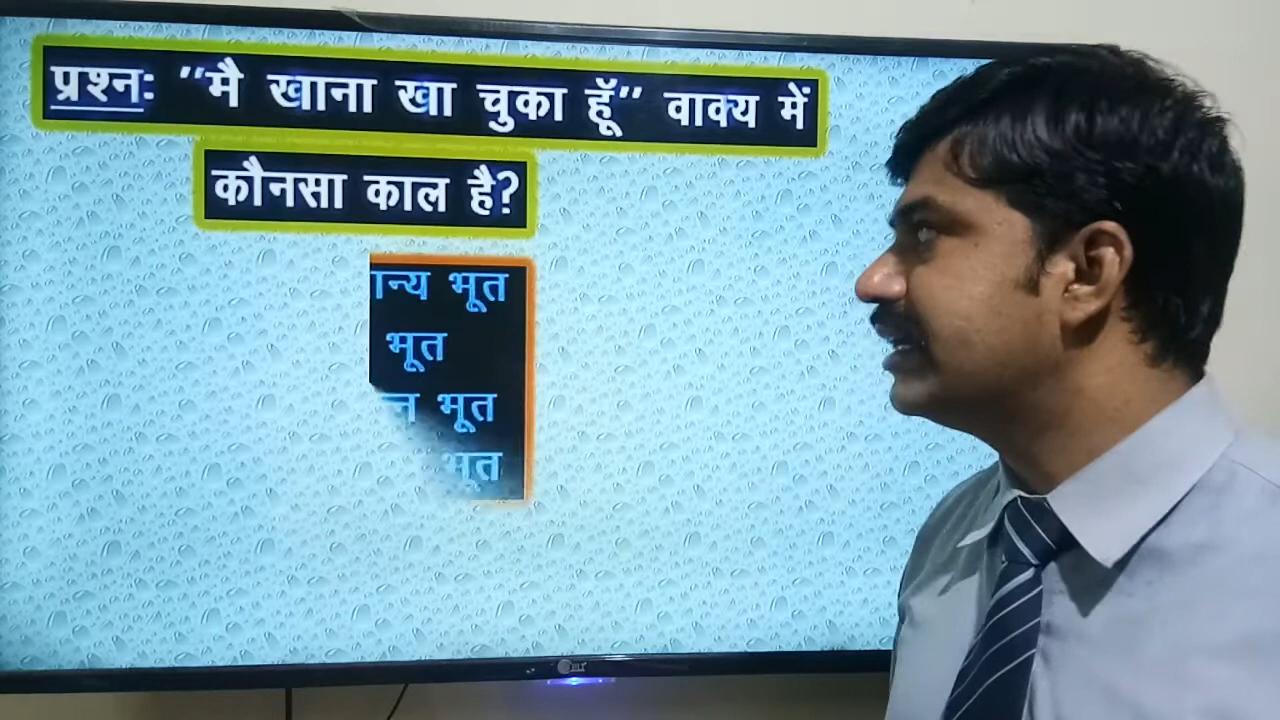 प्रश्नः "मै खाना खा चुका हूॅ" वाक्य में
कौनसा काल है?
भूत
भूत
भूत
भूत